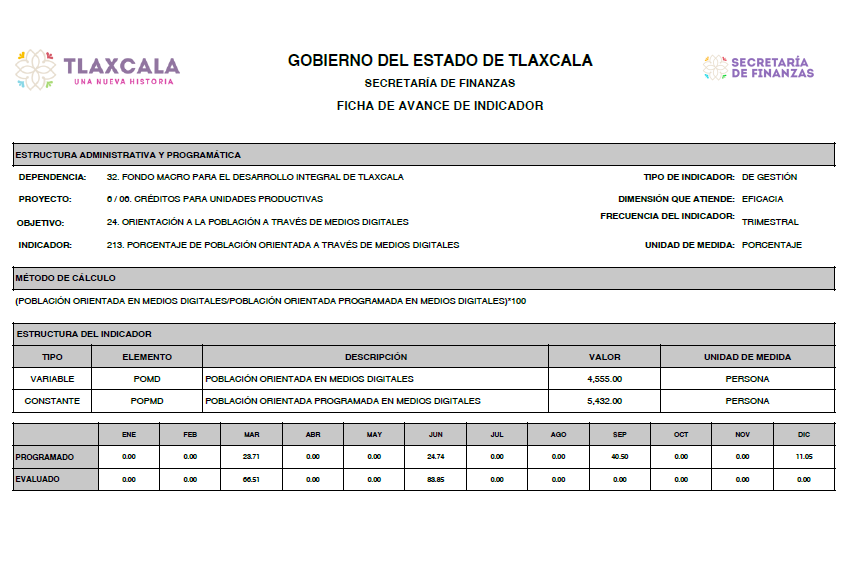 TLAXCALA
UNA NUEVA HISTORIA
GOBIERNO DEL ESTADO DE TLAXCALA
SECRETARÍA DE FINANZAS
FICHA DE AVANCE DE INDICADOR
SECRETARÍA
DE FINANZAS
ESTRUCTURA ADMINISTRATIVA Y PROGRAMÁTICA
DEPENDENCIA: 32. FONDO MACRO PARA EL DESARROLLO INTEGRAL DE TLAXCALA TIPO DE INDICADOR: DE GESTIÓN
PROYECTO: 6 / 06. CRÉDITOS PARA UNIDADES PRODUCTIVAS DIMENSIÓN QUE ATIENDE: EFICACIA
OBJETIVO: 24. ORIENTACIÓN A LA POBLACIÓN A TRAVÉS DE MEDIOS DIGITALES FRECUENCIA DEL INDICADOR: TRIMESTRAL
INDICADOR: 213. PORCENTAJE DE POBLACIÓN ORIENTADA A TRAVÉS DE MEDIOS DIGITALES UNIDAD DE MEDIDA: PORCENTAJE
MÉTODO DE CÁLCULO
(POBLACIÓN ORIENTADA EN MEDIOS DIGITALES/POBLACIÓN ORIENTADA PROGRAMADA EN MEDIOS DIGITALES)*100
ESTRUCTURA DEL INDICADOR
TIPO ELEMENTO DESCRIPCIÓN VALOR UNIDAD DE MEDIDA
VARIABLE POMD POBLACIÓN ORIENTADA EN MEDIOS DIGITALES 4,555.00 PERSONA
CONSTANTE POPMD POBLACIÓN ORIENTADA PROGRAMADA EN MEDIOS DIGITALES 5,432.00 PERSONA
ENE FEB MAR ABR MAY JUN JUL AGO SEP OCT NOV DIC
PROGRAMADO 0.00 0.00 23.71 0.00 0.00 24.74 0.00 0.00 40.50 0.00 0.00 11.05
EVALUADO 0.00 0.00 66.51 0.00 0.00 83.85 0.00 0.00 0.00 0.00 0.00 0.00